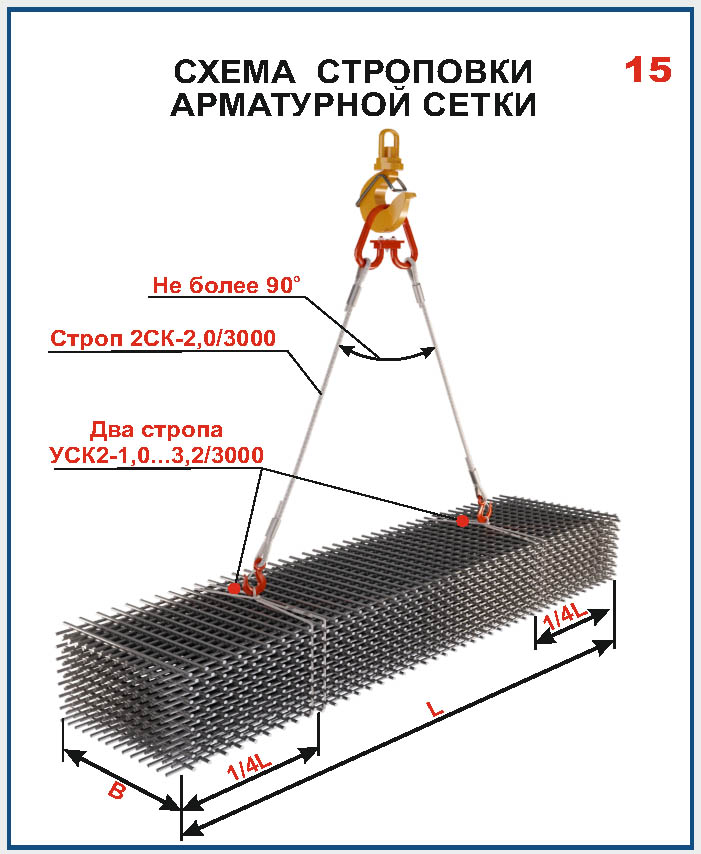 СХЕМА СТРОПОВКИ
15
АРМАТУРНОЙ СЕТКИ
Не более 90°
Строп 2СК-2,0/3000
Два стропа
УСК2-1,0...3,2/3000
1/4L
L
1/4L
В